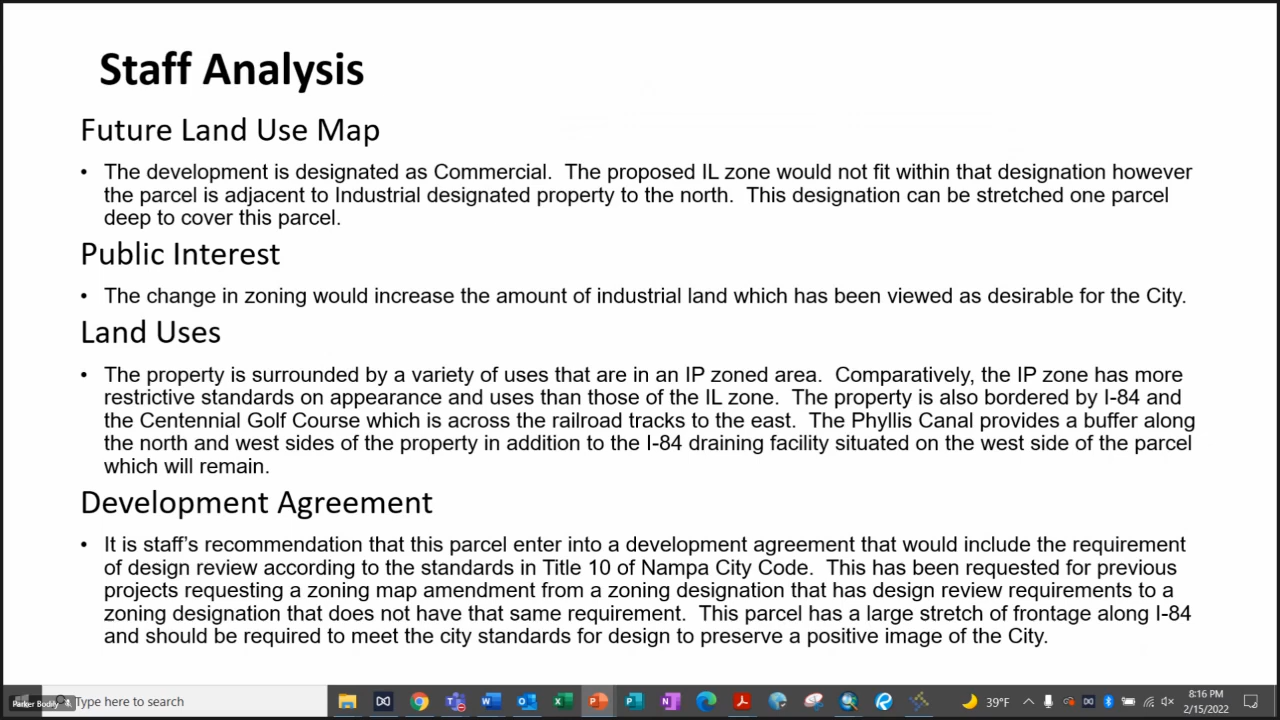 Staff Analysis
Future Land Use Map
• The development is designated as Commercial. The proposed IL zone would not fit within that designation however
the parcel is adjacent to Industrial designated property to the north. This designation can be stretched one parcel
deep to cover this parcel.
Public Interest
• The change in zoning would increase the amount of industrial land which has been viewed as desirable for the City.
Land Uses
• The property is surrounded by a variety of uses that are in an IP zoned area. Comparatively, the IP zone has more
restrictive standards on appearance and uses than those of the IL zone. The property is also bordered by I-84 and
the Centennial Golf Course which is across the railroad tracks to the east. The Phyllis Canal provides a buffer along
the north and west sides of the property in addition to the I-84 draining facility situated on the west side of the parcel
which will remain.
Development Agreement
• It is staff’s recommendation that this parcel enter into a development agreement that would include the requirement
of design review according to the standards in Title 10 of Nampa City Code. This has been requested for previous
projects requesting a zoning map amendment from a zoning designation that has design review requirements to a
zoning designation that does not have that same requirement. This parcel has a large stretch of frontage along I-84
and should be required to meet the city standards for design to preserve a positive image of the City.
Parker Bodily
Type here to search
39°F
8:16 PM
2/15/2022